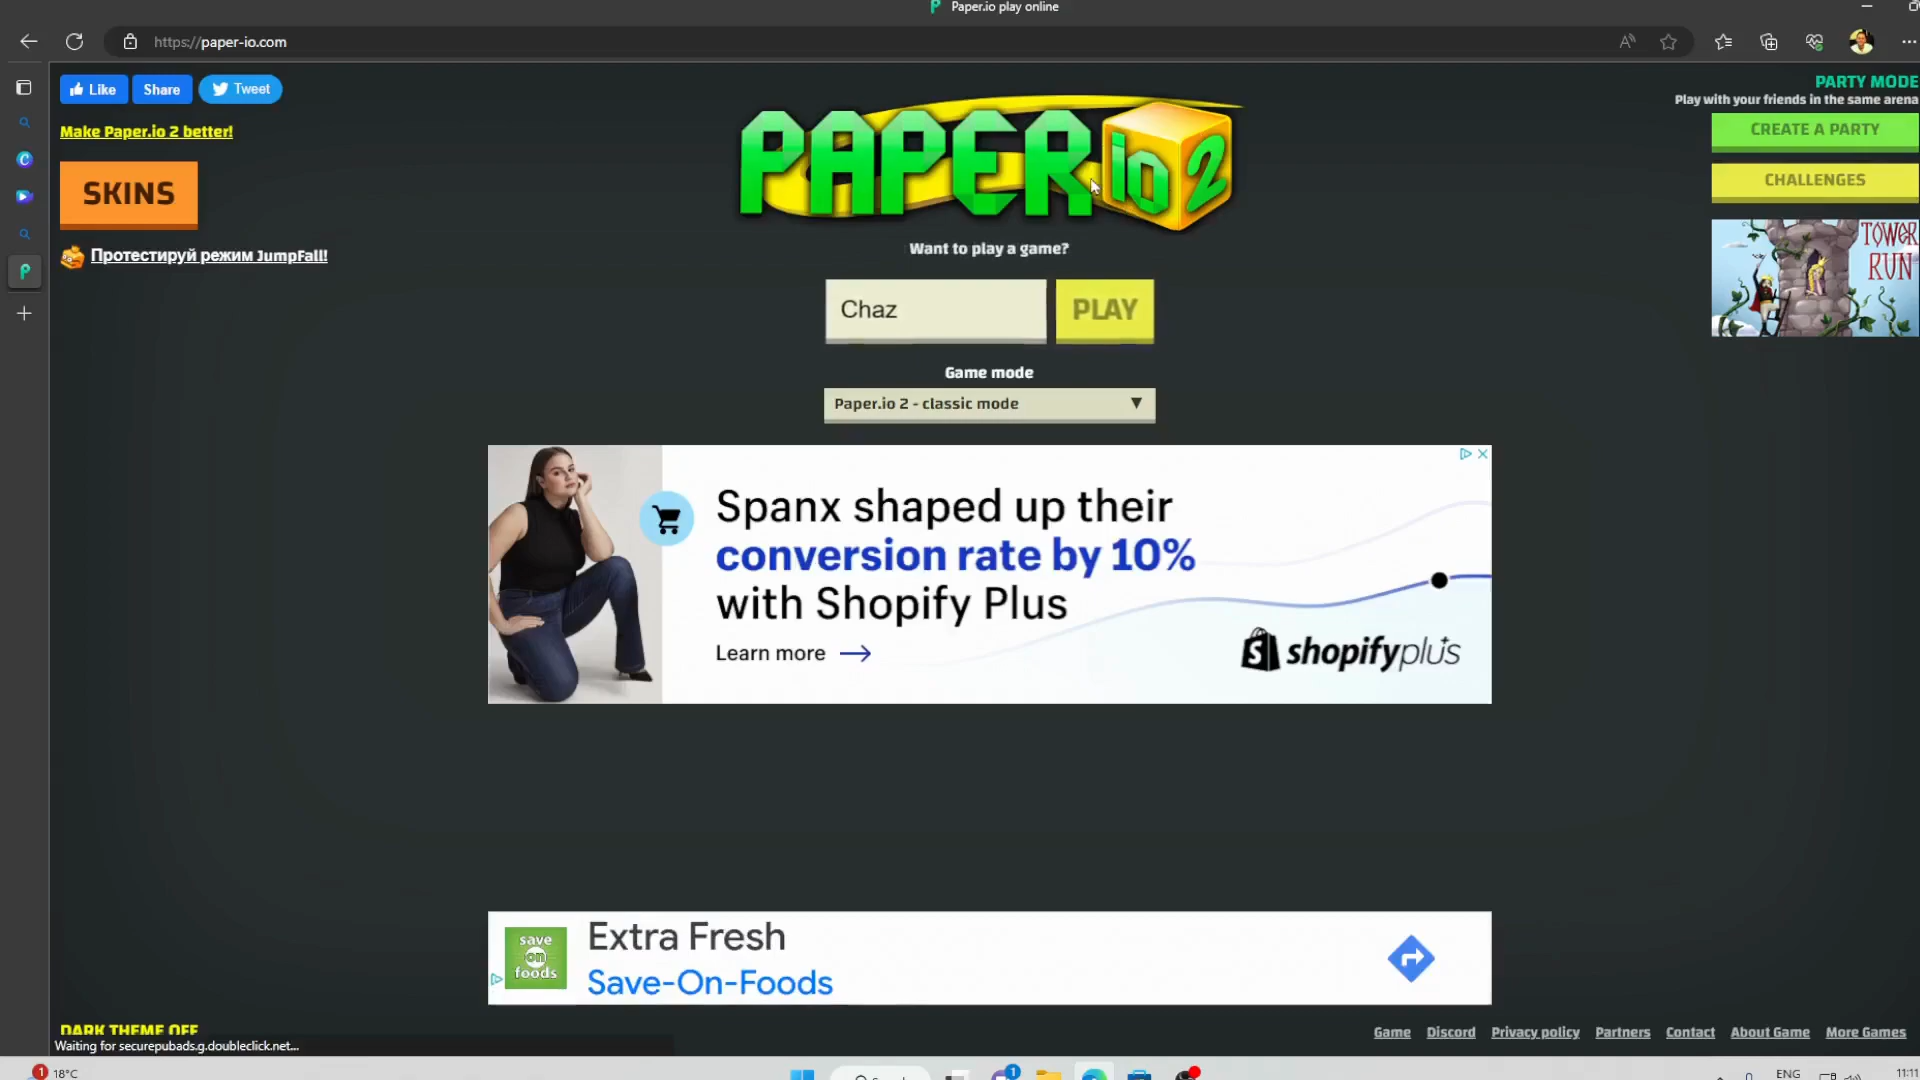 Paper.io play online
https://paper-io.com
Like Share Tweet
Make Paper.io 2 better!
SKINS
Протестируй режим JumpFall!
PAPER io 2
Want to play a game?
Chaz
PLAY
Game mode
Paper.io 2 - classic mode
PARTY MODE
Play with your friends in the same arena
CREATE A PARTY
CHALLENGES
TOWER
RUN
Spanx shaped up their
conversion rate by 10%
with Shopify Plus
Learn more
shopifyplus
save
on
foods
Extra Fresh
Save-On-Foods
DARK THEME OFF
Waiting for securepubads.g.doubleclick.net...
Game Discord Privacy policy Partners Contact About Game More Games
1 18°C
1
ENG
11:11